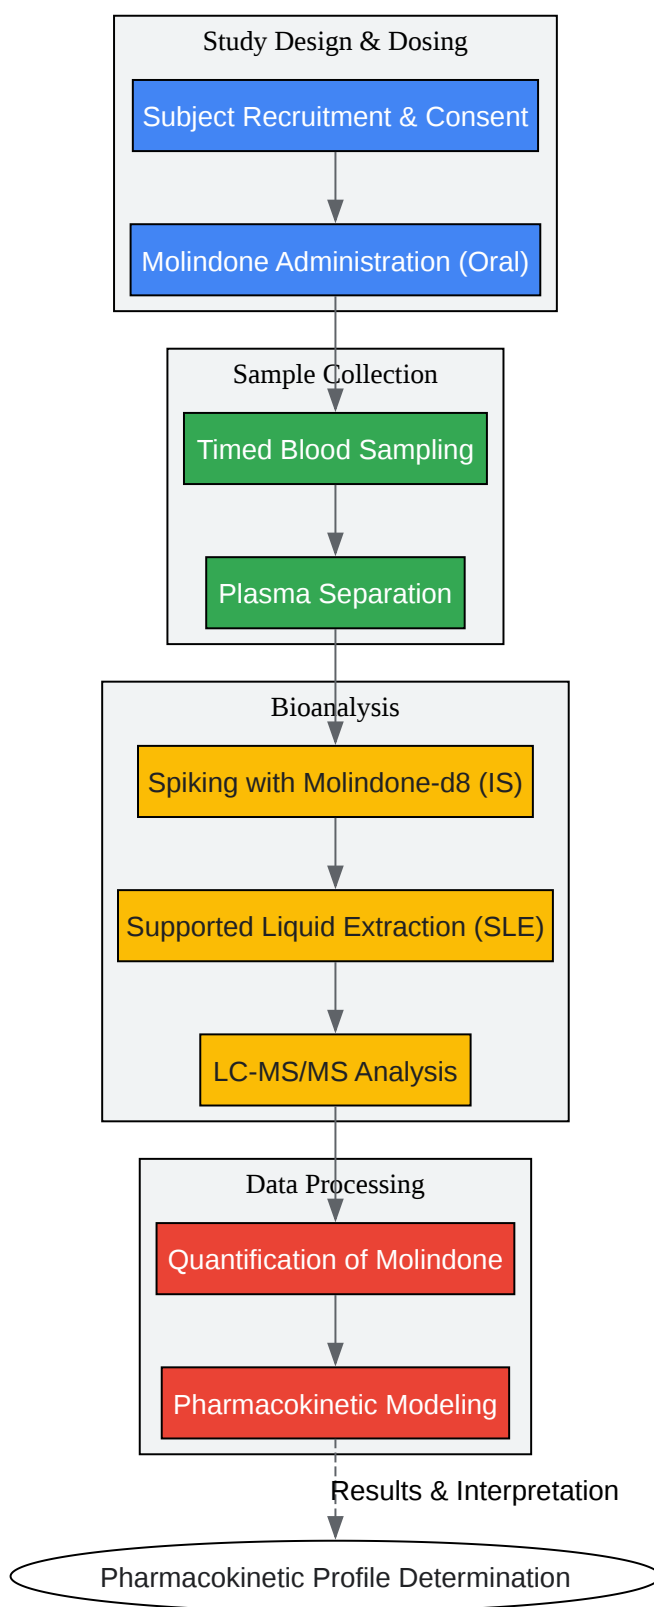 Study Design & Dosing
Subject Recruitment & Consent
Molindone Administration (Oral)
Sample Collection
Timed Blood Sampling
Plasma Separation
Bioanalysis
Spiking with Molindone-d8 (IS)
Supported Liquid Extraction (SLE)
LC-MS/MS Analysis
Data Processing
Quantification of Molindone
Pharmacokinetic Modeling
Results & Interpretation
Pharmacokinetic Profile Determination